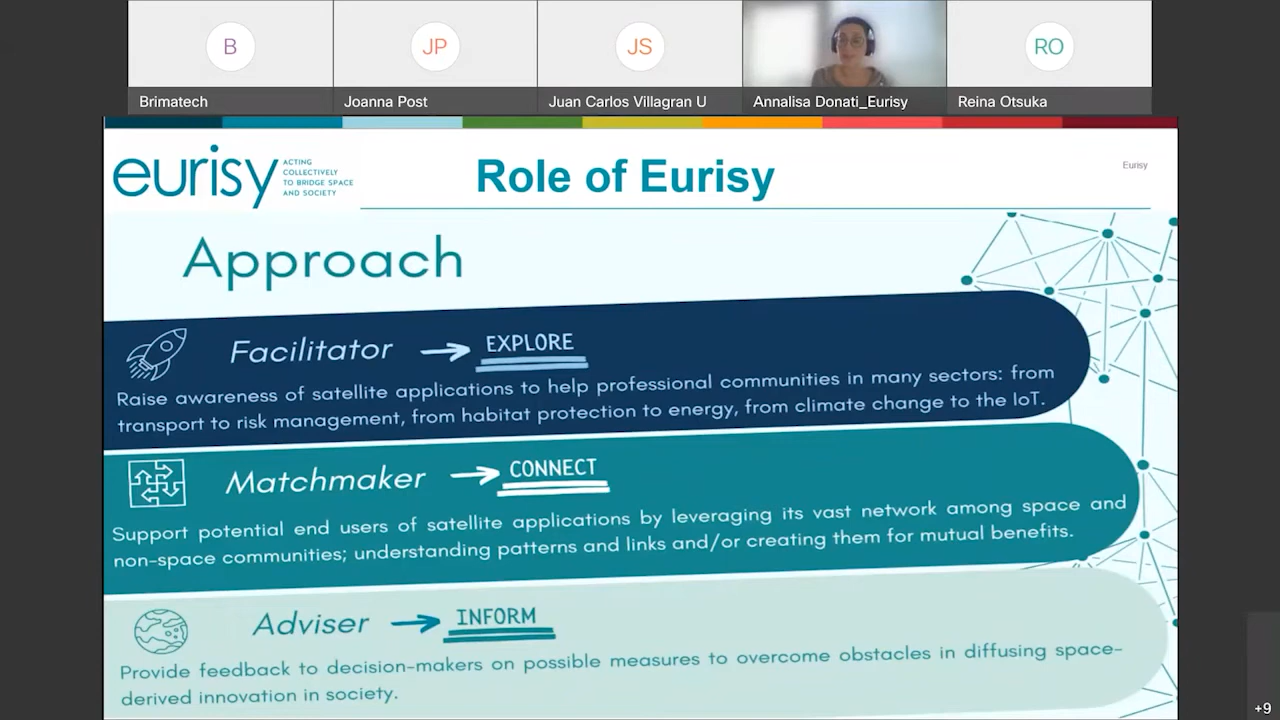 B
JP
JS
RO
Brimatech
Joanna Post
Juan Carlos Villagran U
Annalisa Donati_Eurisy
Reina Otsuka
eurisy
ACTING
COLLECTIVELY
TO BRIDGE SPACE
AND SOCIETY
Role of Eurisy
Eurisy
Approach
Facilitator
EXPLORE
Raise awareness of satellite applications to help professional communities in many sectors: from
transport to risk management, from habitat protection to energy, from climate change to the IoT.
Matchmaker
CONNECT
Support potential end users of satellite applications by leveraging its vast network among space and
non-space communities; understanding patterns and links and/or creating them for mutual benefits.
Adviser
INFORM
Provide feedback to decision-makers on possible measures to overcome obstacles in diffusing space-
derived innovation in society.
+9